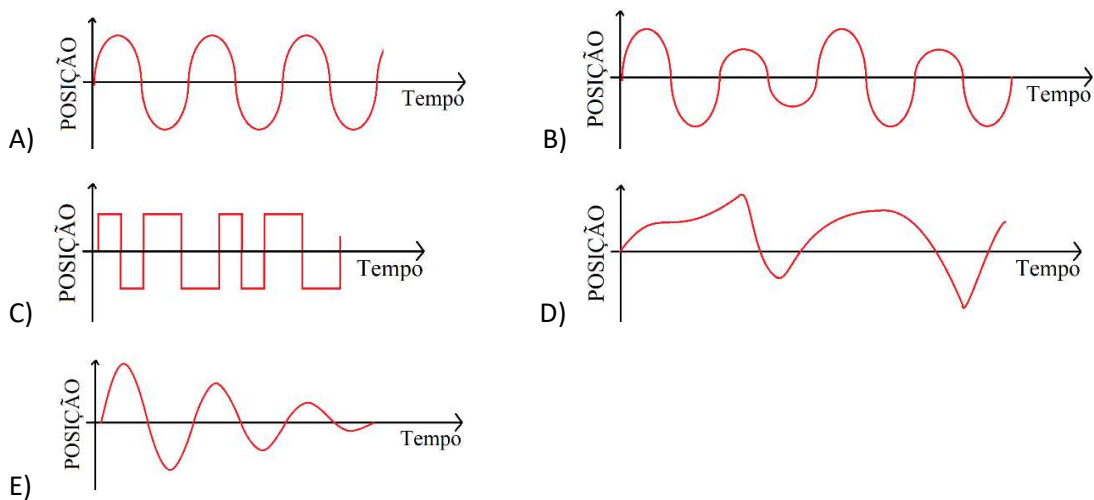 POSIÇÃO
Tempo
A)
POSIÇÃO
Tempo
B)
POSIÇÃO
Tempo
C)
POSIÇÃO
Tempo
D)
POSIÇÃO
Tempo
E)